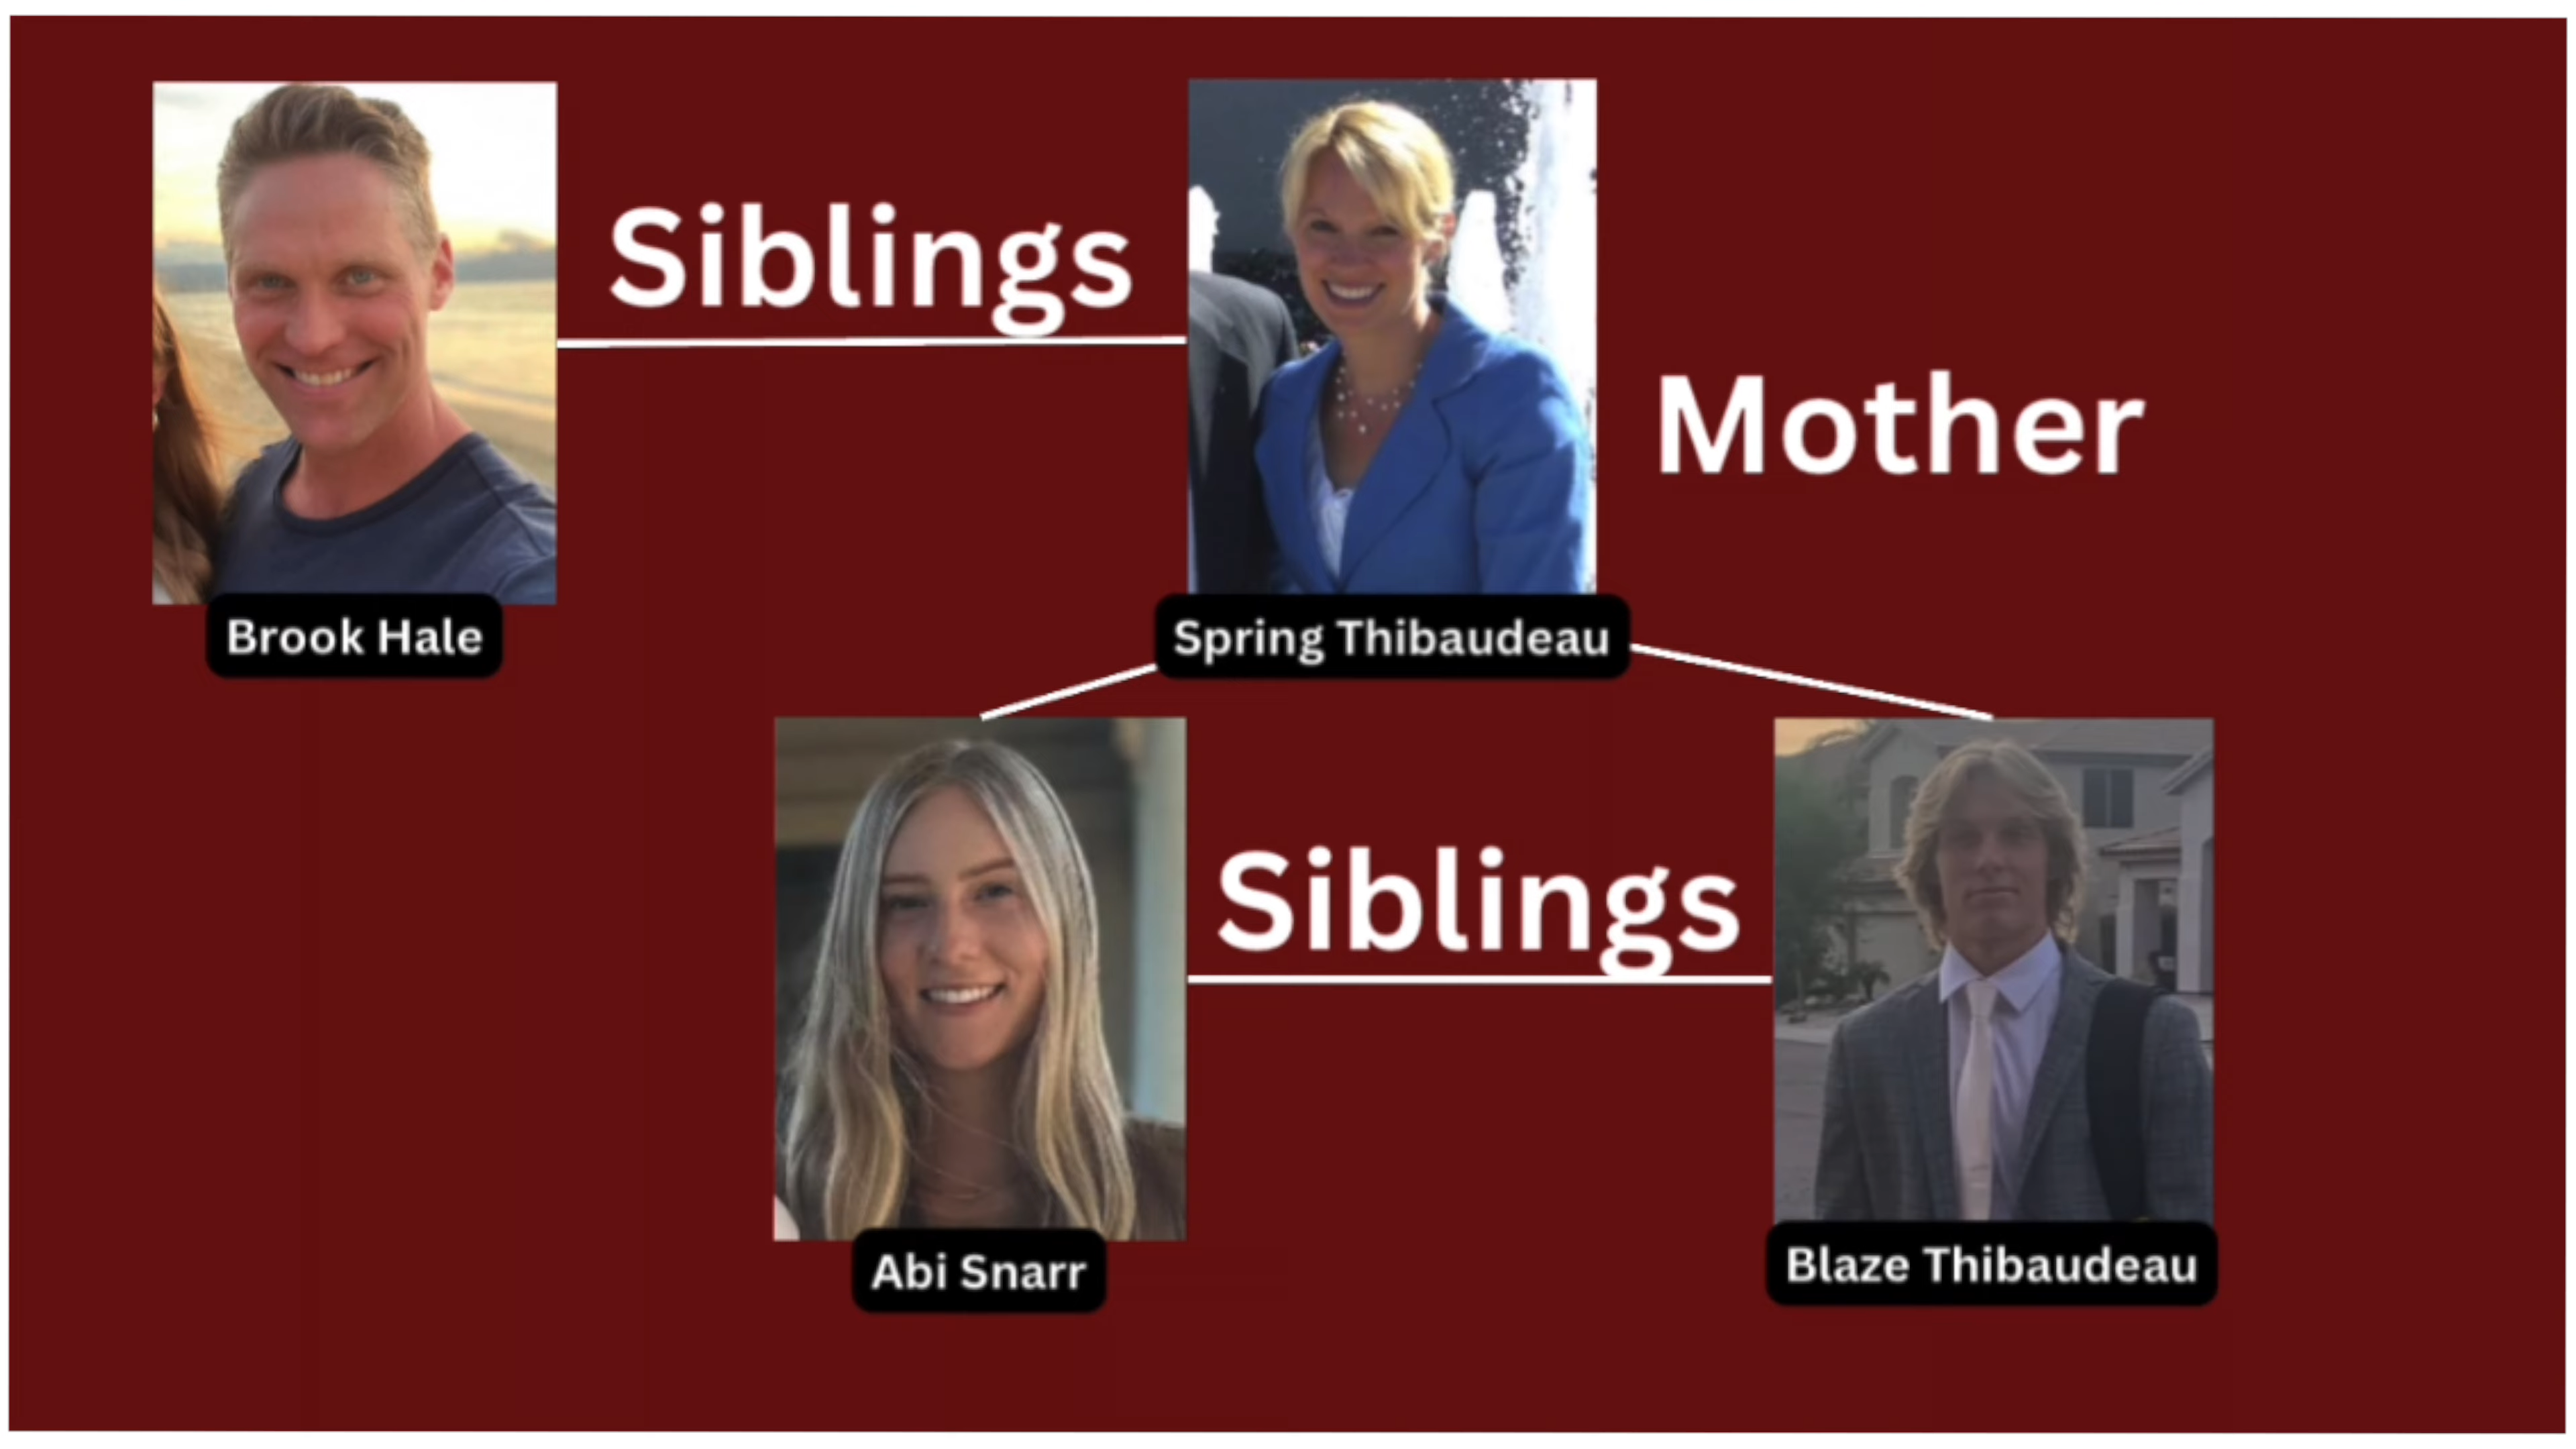 Siblings
Mother
Brook Hale
Spring Thibaudeau
Siblings
Abi Snarr
Blaze Thibaudeau